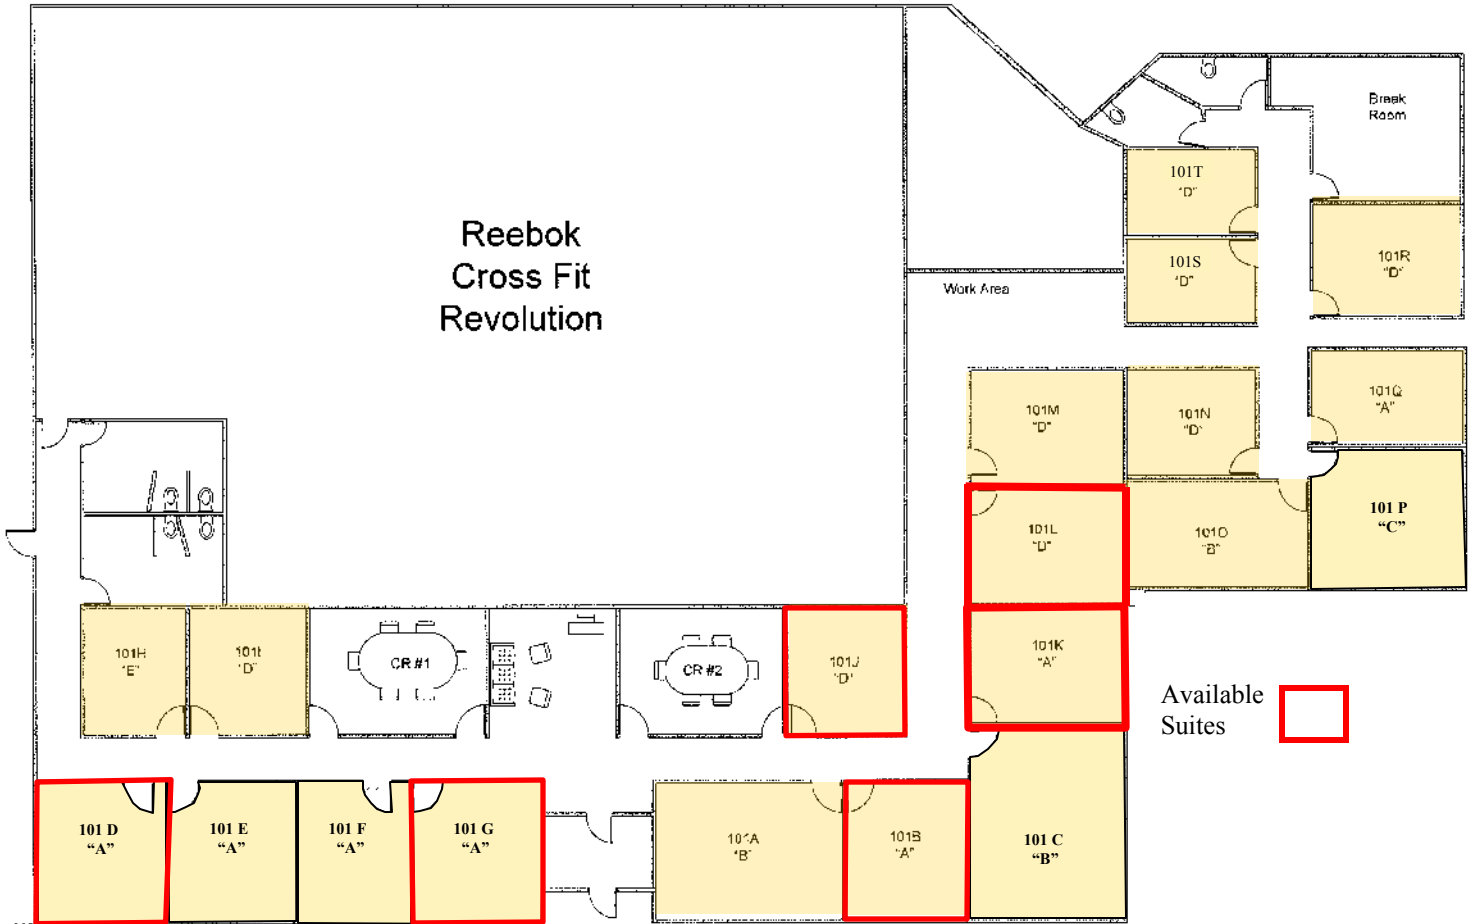 Reebok
Cross Fit
Revolution
Break
Room
101T
"D"
101S
"D"
101R
"D"
Work Area
101Q
"A"
101M
"D"
101N
"D"
101L
"D"
101O
"B"
101 P
“C”
101H
"E"
101I
"D"
CR #1
CR #2
101J
"D"
101K
"A"
Available
Suites
101 D
“A”
101 E
“A”
101 F
“A”
101 G
“A”
101A
"B"
101B
"A"
101 C
“B”